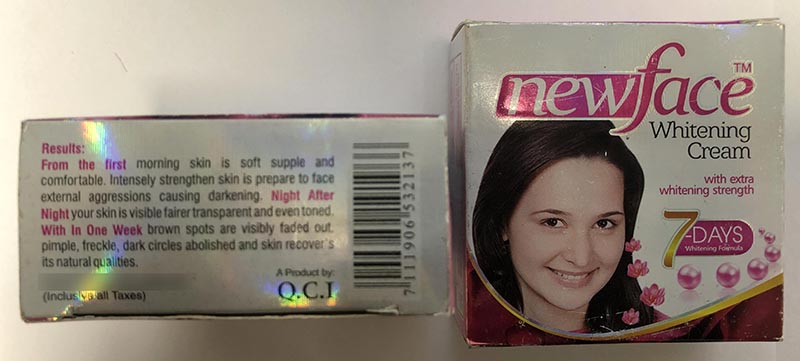 Results:
From the first morning skin is soft supple and
comfortable. Intensely strengthen skin is prepare to face
external aggressions causing darkening. Night After
Night your skin is visible fairer transparent and even toned.
With In One Week brown spots are visibly faded out,
pimple, freckle, dark circles abolished and skin recover`s
its natural qualities.
(Inclusive all Taxes)
A Product by:
Q.C.I
7 111906 532137
newface™
Whitening
Cream
with extra
whitening strength
7-DAYS
Whitening Formula